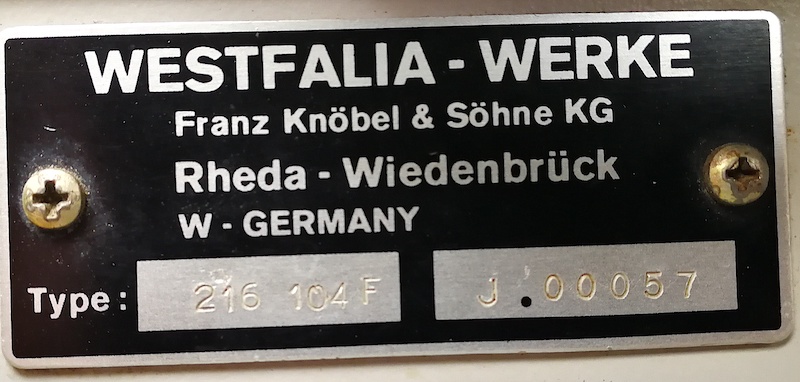 WESTFALIA - WERKE
Franz Knöbel & Söhne KG
Rheda - Wiedenbrück
W - GERMANY
Type: 216 104 F J.00057